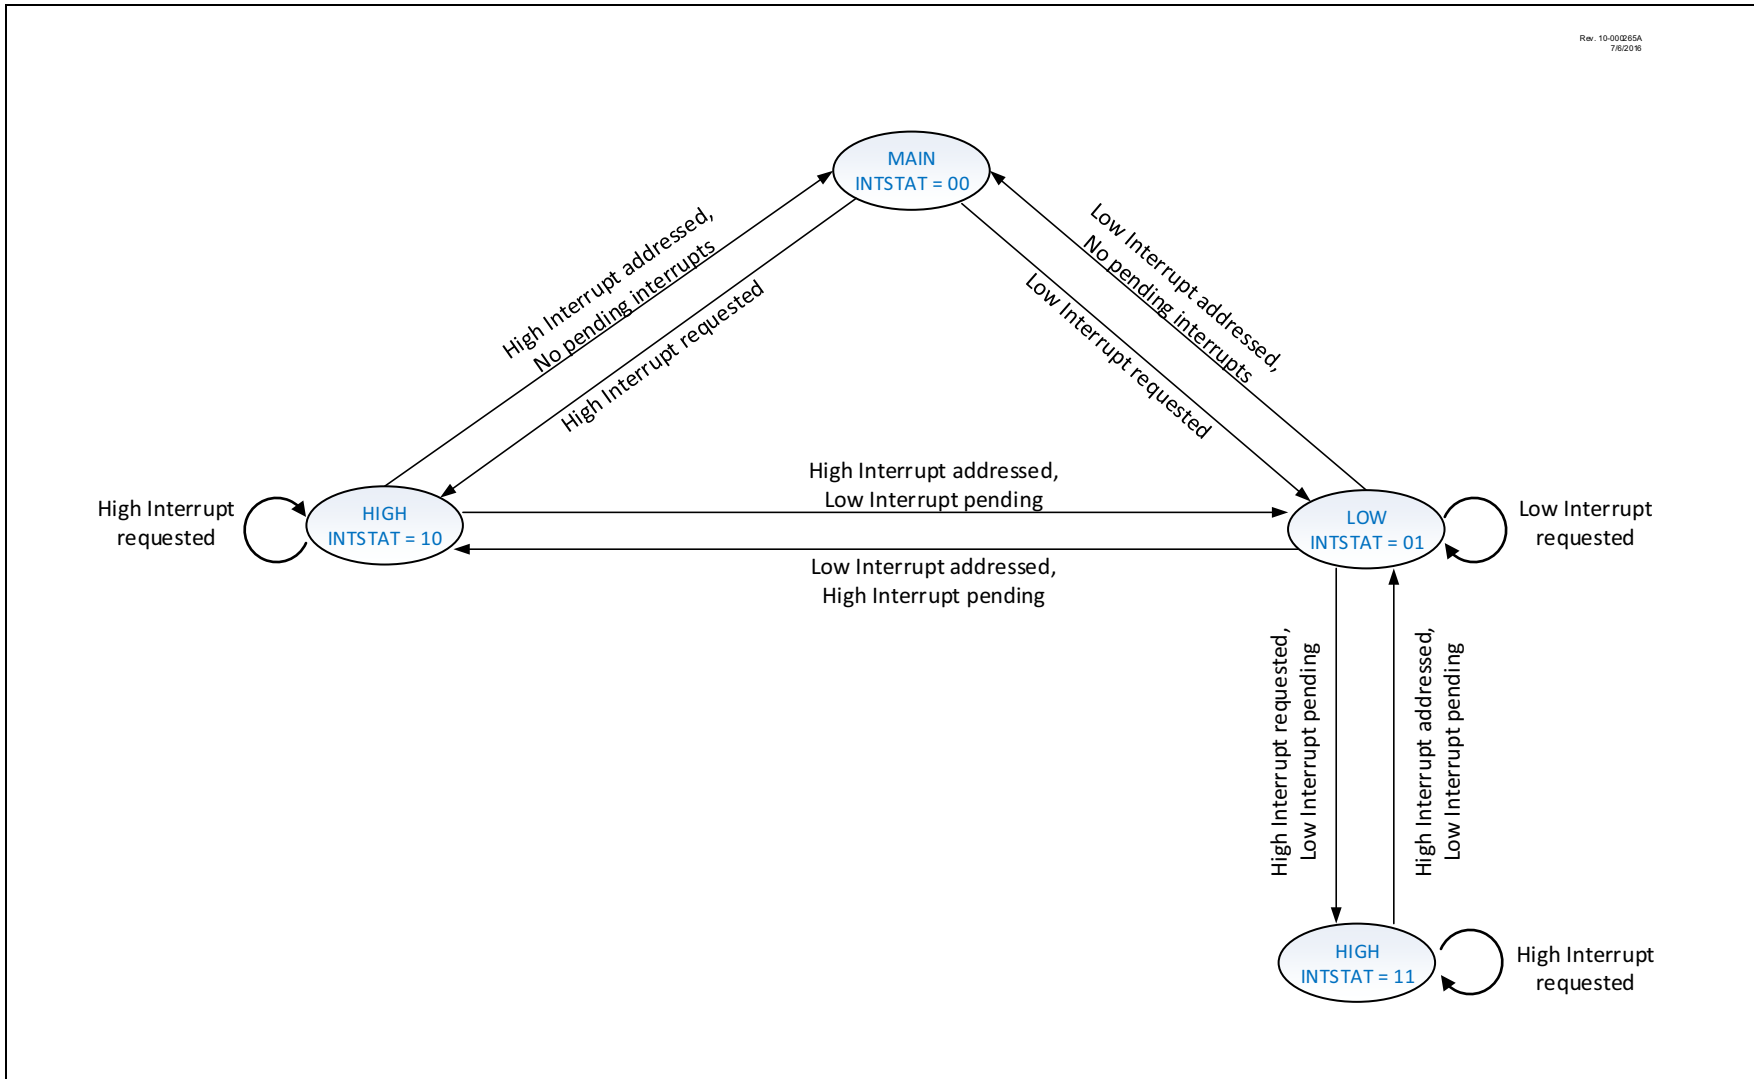 Rev. 10-000265A
7/6/2016
MAIN
INTSTAT = 00
High Interrupt addressed,
No pending interrupts
High Interrupt requested
Low Interrupt addressed,
No pending interrupts
Low Interrupt requested
High Interrupt
requested
HIGH
INTSTAT = 10
High Interrupt addressed,
Low Interrupt pending
Low Interrupt addressed,
High Interrupt pending
LOW
INTSTAT = 01
Low Interrupt
requested
High Interrupt requested,
Low Interrupt pending
High Interrupt addressed,
Low Interrupt pending
HIGH
INTSTAT = 11
High Interrupt
requested